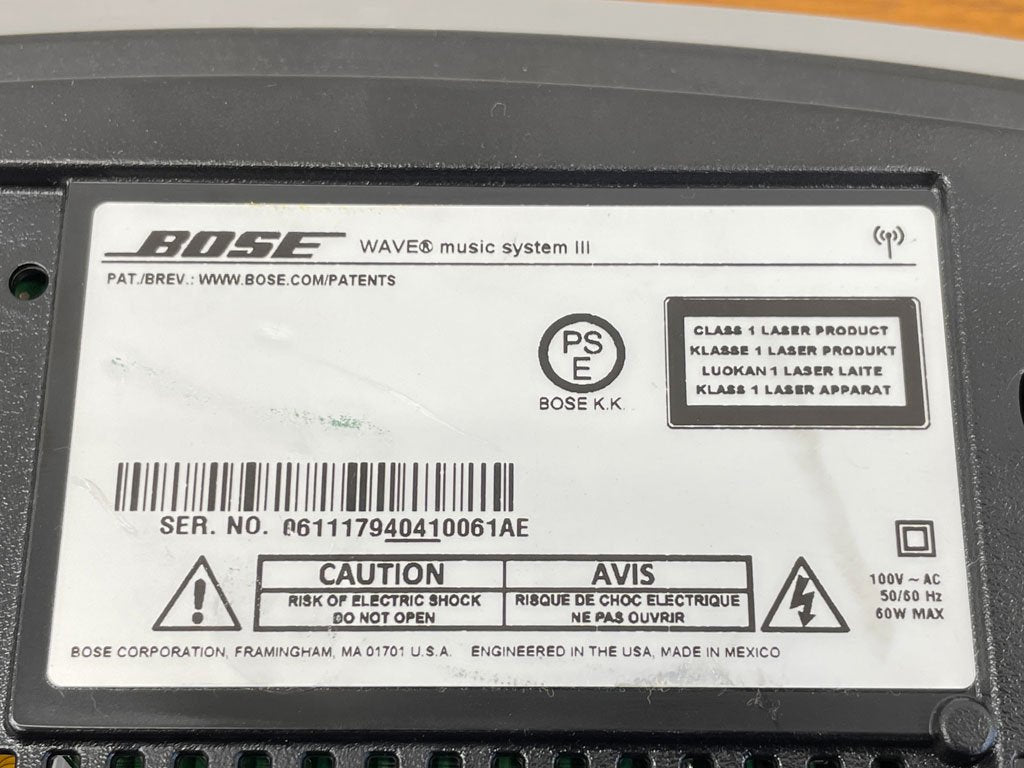 BOSE WAVE® music system III
PAT./BREV.: WWW.BOSE.COM/PATENTS
PS
E
BOSE K.K.
CLASS 1 LASER PRODUCT
KLASSE 1 LASER PRODUKT
LUOKAN 1 LASER LAITE
KLASS 1 LASER APPARAT
SER. NO. 061117940410061AE
CAUTION
RISK OF ELECTRIC SHOCK
DO NOT OPEN
AVIS
RISQUE DE CHOC ELECTRIQUE
NE PAS OUVRIR
100V ~ AC
50/60 Hz
60W MAX
BOSE CORPORATION, FRAMINGHAM, MA 01701 U.S.A. ENGINEERED IN THE USA, MADE IN MEXICO